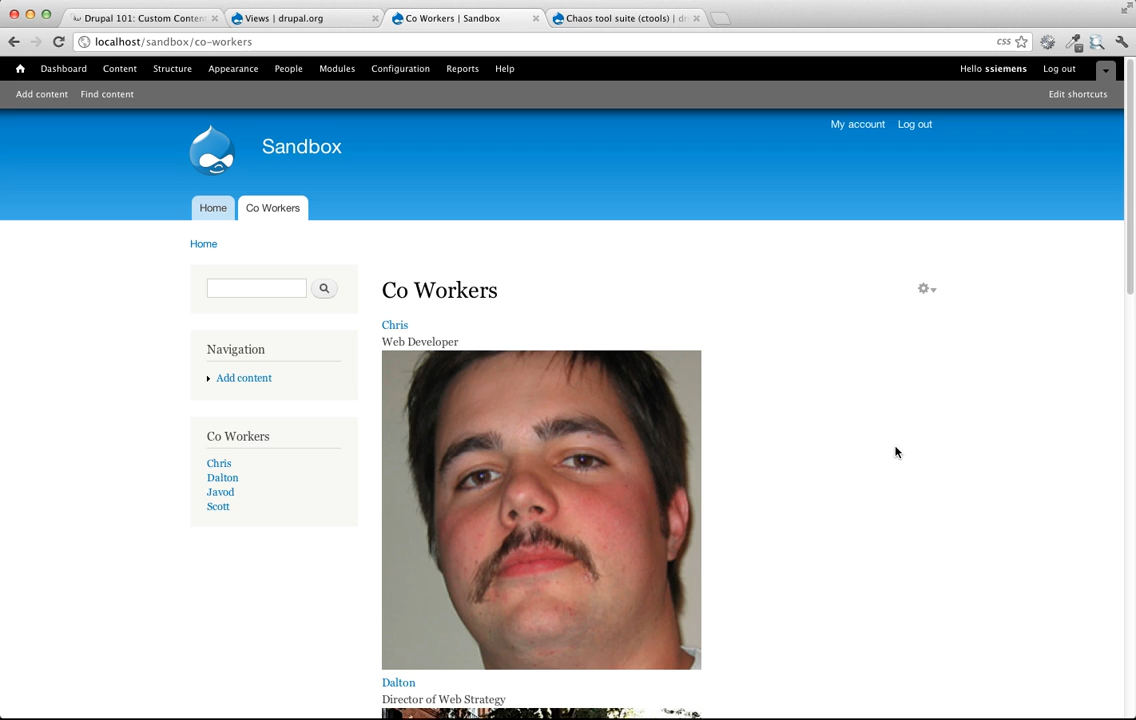 Drupal 101: Custom Conten
Views | drupal.org
Co Workers | Sandbox
Chaos tool suite (ctools) | d
localhost/sandbox/co-workers
css
Dashboard Content Structure Appearance People Modules Configuration Reports Help
Hello ssiemens Log out
Add content Find content
Edit shortcuts
My account Log out
Sandbox
Home Co Workers
Home
Navigation
Add content
Co Workers
Chris
Dalton
Javod
Scott
Co Workers
Chris
Web Developer
Dalton
Director of Web Strategy